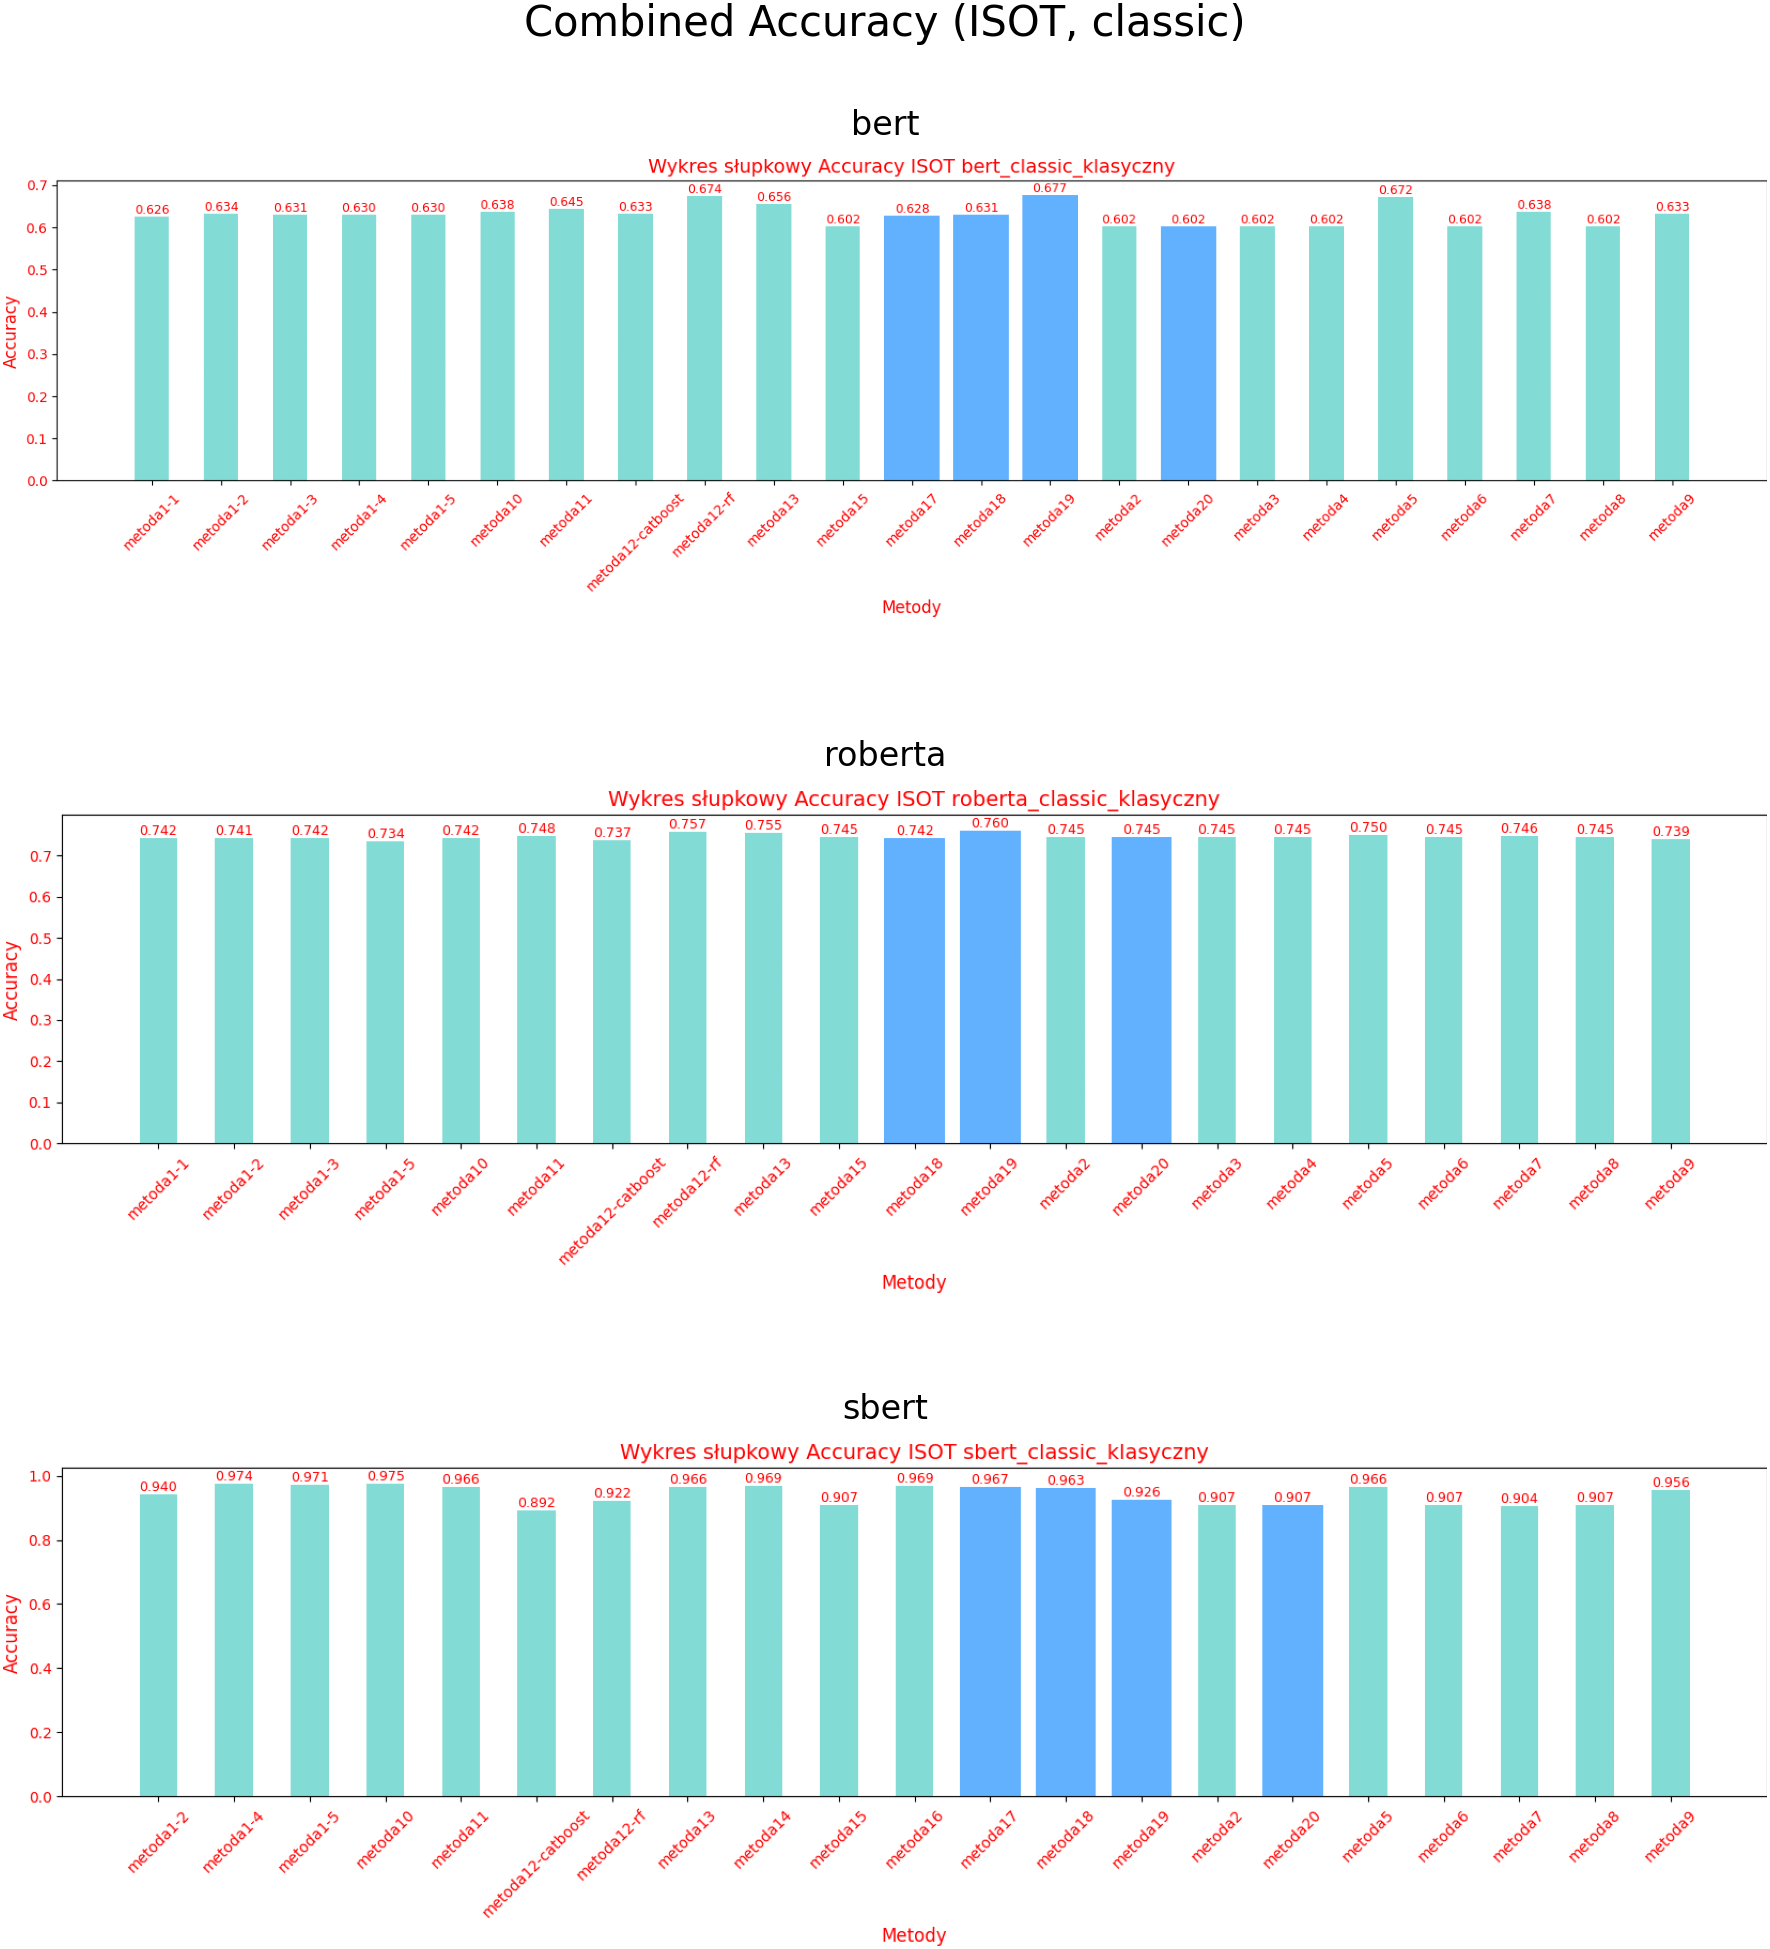 Combined Accuracy (ISOT, classic)
bert
Wykres słupkowy Accuracy ISOT bert_classic_klasyczny
0.626 0.634 0.631 0.630 0.630 0.638 0.645 0.633 0.674 0.656 0.602 0.628 0.631 0.677 0.602 0.602 0.602 0.602 0.672 0.602 0.638 0.602 0.633
0.7
0.6
0.5
0.4
0.3
0.2
0.1
0.0
Accuracy
metoda1-1 metoda1-2 metoda1-3 metoda1-4 metoda1-5 metoda10 metoda11 metoda12-catboost metoda12-rf metoda13 metoda15 metoda17 metoda18 metoda19 metoda2 metoda20 metoda3 metoda4 metoda5 metoda6 metoda7 metoda8 metoda9
Metody
roberta
Wykres słupkowy Accuracy ISOT roberta_classic_klasyczny
0.742 0.741 0.742 0.734 0.742 0.748 0.737 0.757 0.755 0.745 0.742 0.760 0.745 0.745 0.745 0.745 0.750 0.745 0.746 0.745 0.739
0.7
0.6
0.5
0.4
0.3
0.2
0.1
0.0
Accuracy
metoda1-1 metoda1-2 metoda1-3 metoda1-5 metoda10 metoda11 metoda12-catboost metoda12-rf metoda13 metoda15 metoda18 metoda19 metoda2 metoda20 metoda3 metoda4 metoda5 metoda6 metoda7 metoda8 metoda9
Metody
sbert
Wykres słupkowy Accuracy ISOT sbert_classic_klasyczny
0.940 0.974 0.971 0.975 0.966 0.892 0.922 0.966 0.969 0.907 0.969 0.967 0.963 0.926 0.907 0.907 0.966 0.907 0.904 0.907 0.956
1.0
0.8
0.6
0.4
0.2
0.0
Accuracy
metoda1-2 metoda1-4 metoda1-5 metoda10 metoda11 metoda12-catboost metoda12-rf metoda13 metoda14 metoda15 metoda16 metoda17 metoda18 metoda19 metoda2 metoda20 metoda5 metoda6 metoda7 metoda8 metoda9
Metody